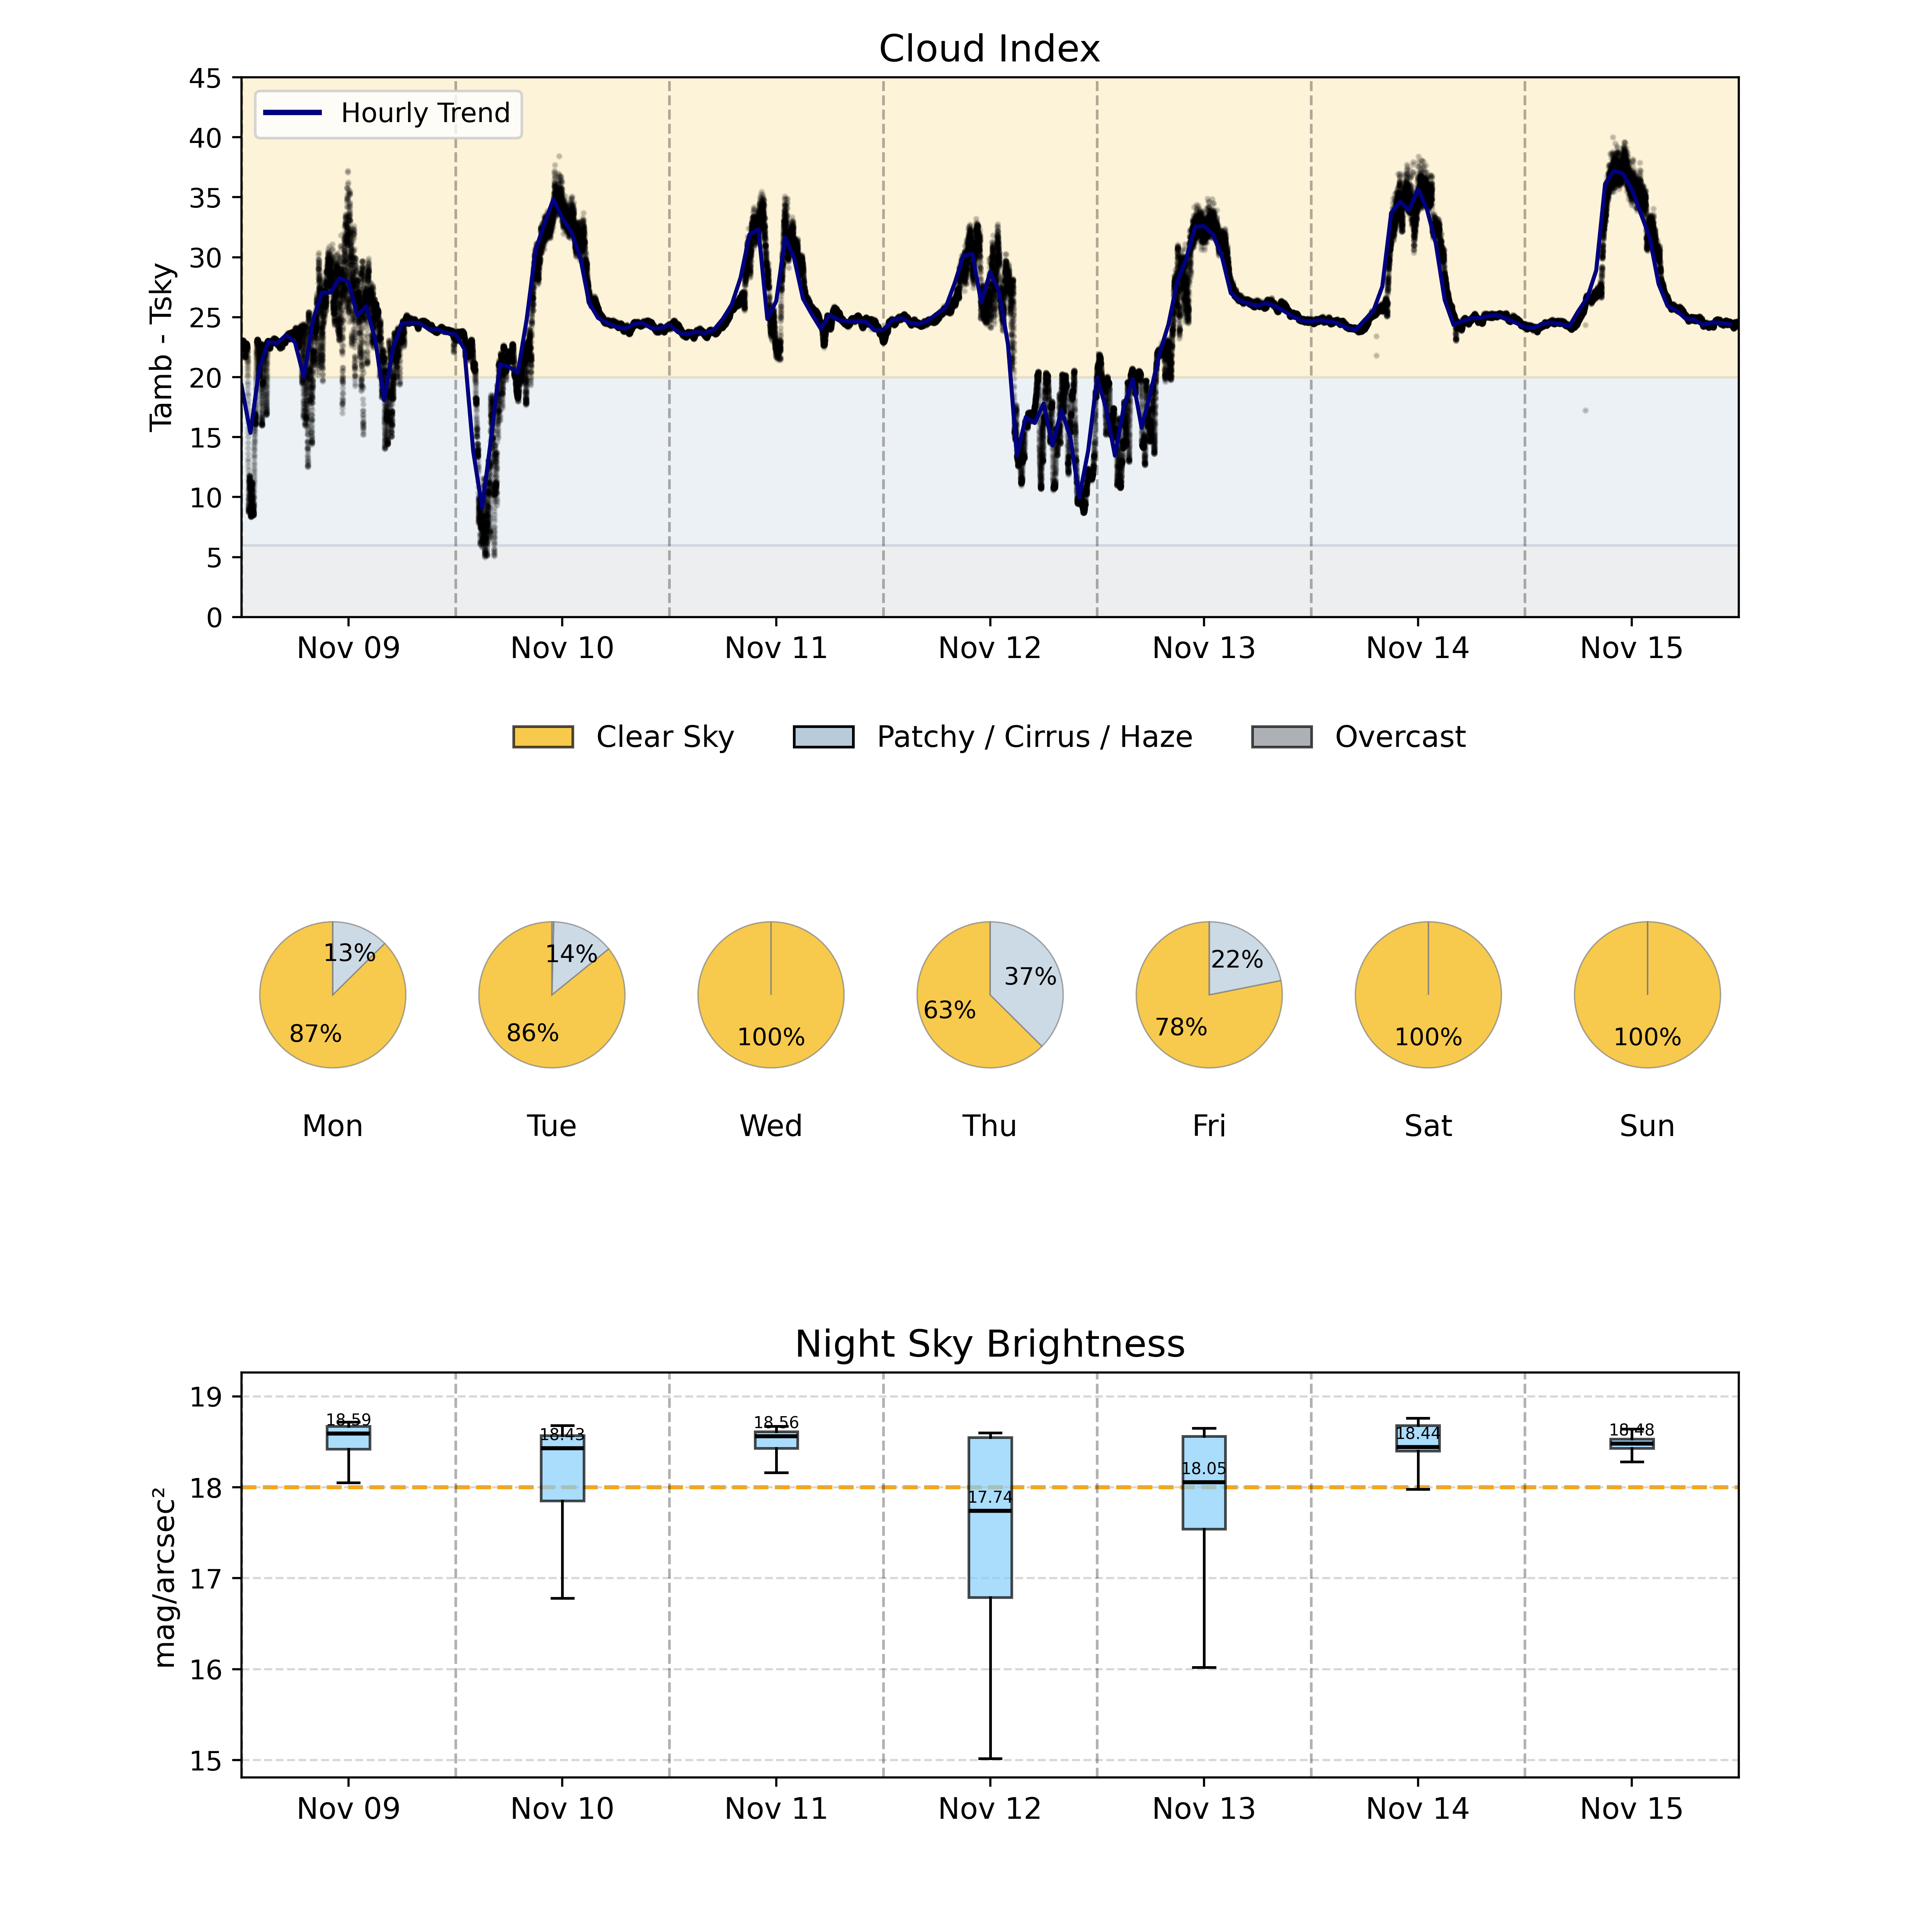 Cloud Index
45
40
35
30
25
20
15
10
5
0
Tamb - Tsky
Hourly Trend
Nov 09 Nov 10 Nov 11 Nov 12 Nov 13 Nov 14 Nov 15
Clear Sky Patchy / Cirrus / Haze Overcast
13% 87% 14% 86% 100% 37% 63% 22% 78% 100% 100%
Mon Tue Wed Thu Fri Sat Sun
Night Sky Brightness
19
18
17
16
15
mag/arcsec²
18.59 18.43 18.56 17.74 18.05 18.44 18.48
Nov 09 Nov 10 Nov 11 Nov 12 Nov 13 Nov 14 Nov 15